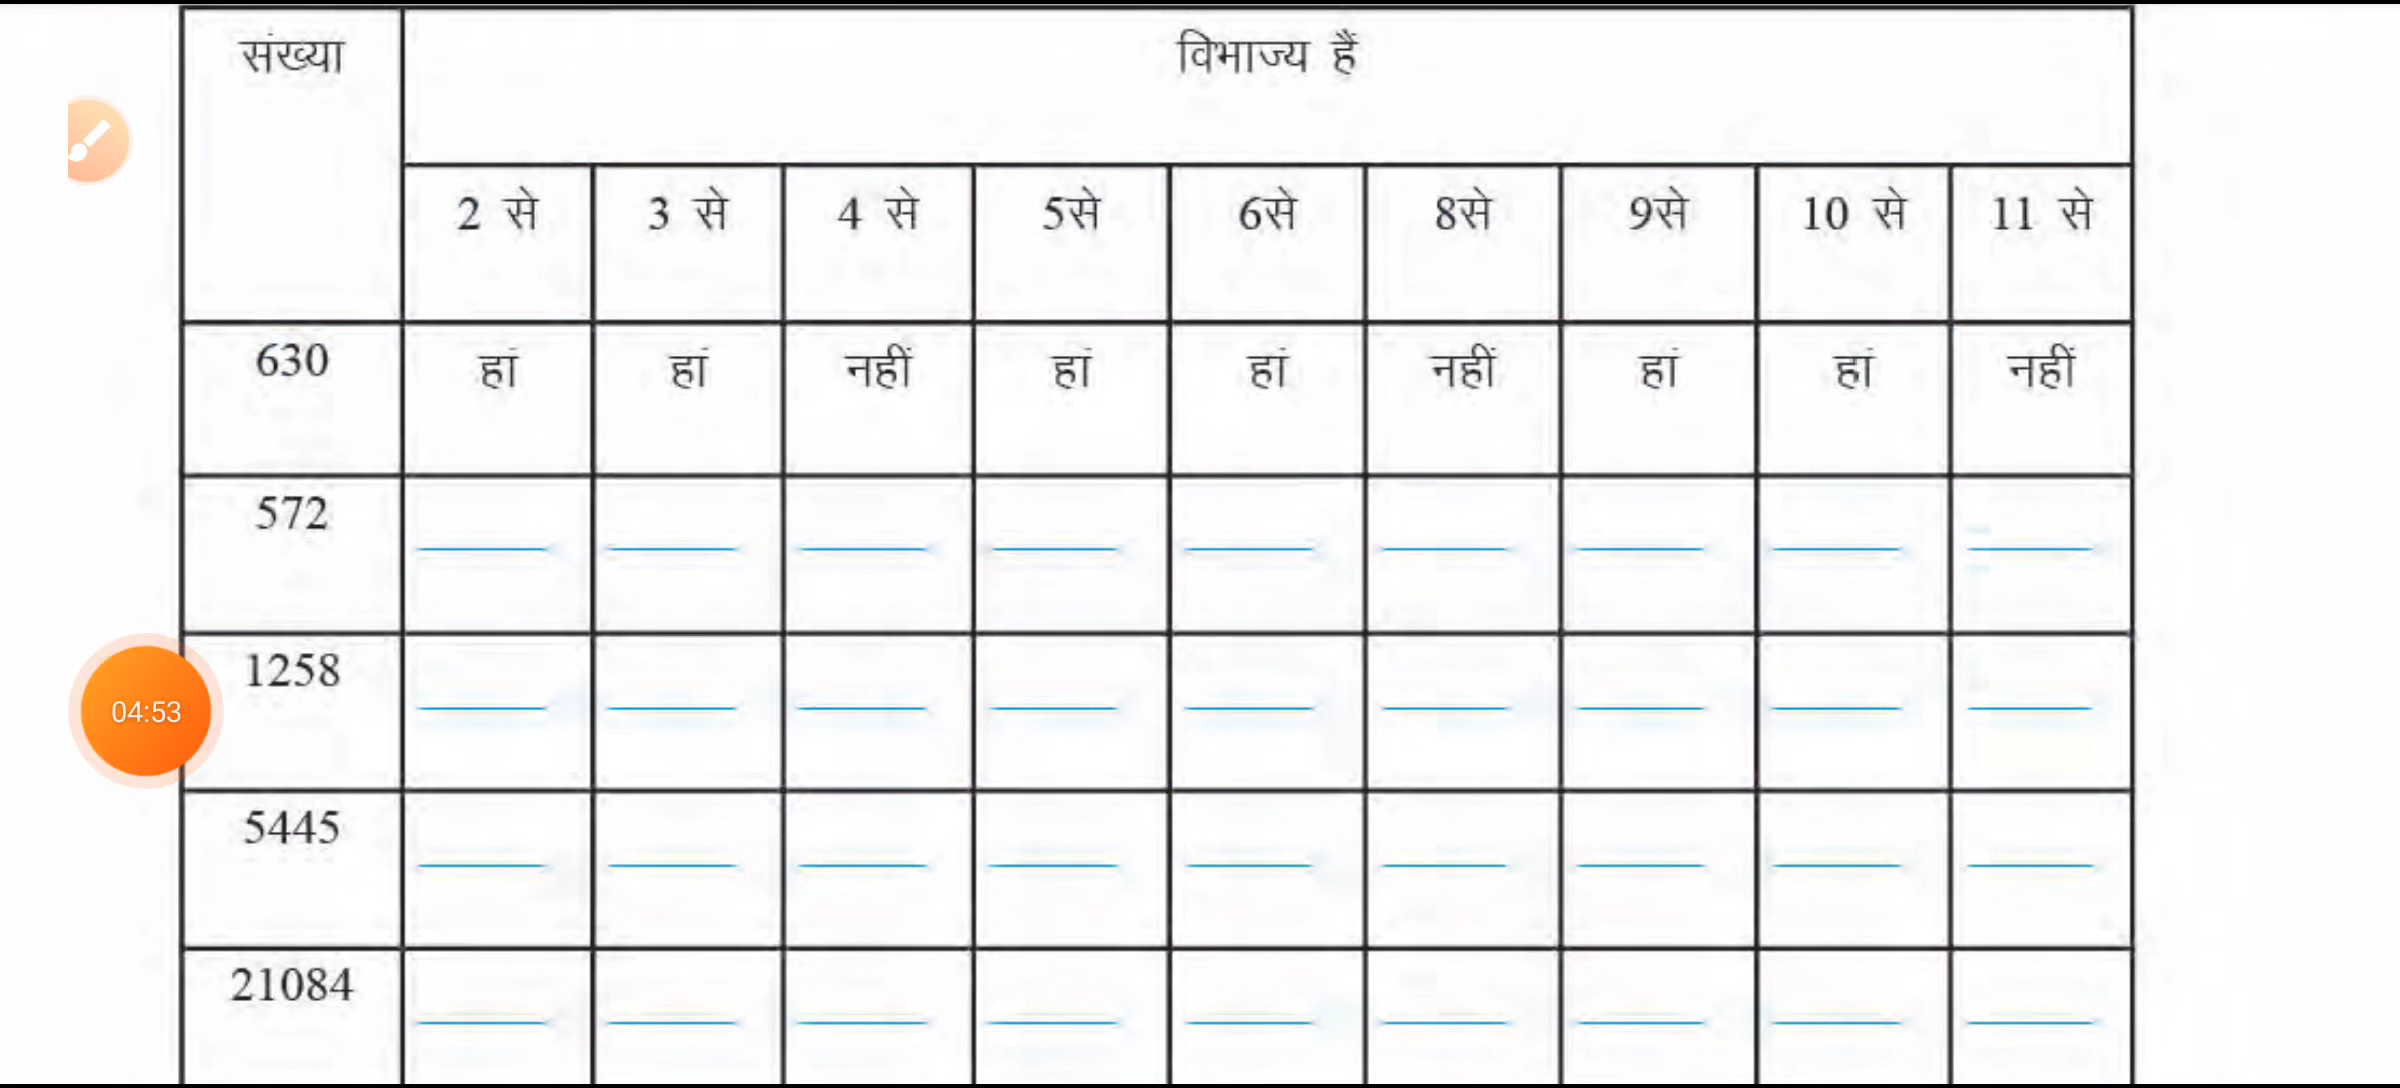 संख्या विभाज्य हैं
2 से 3 से 4 से 5से 6से 8से 9से 10 से 11 से
630 हां हां नहीं हां हां नहीं हां हां नहीं
572
1258
04:53
5445
21084